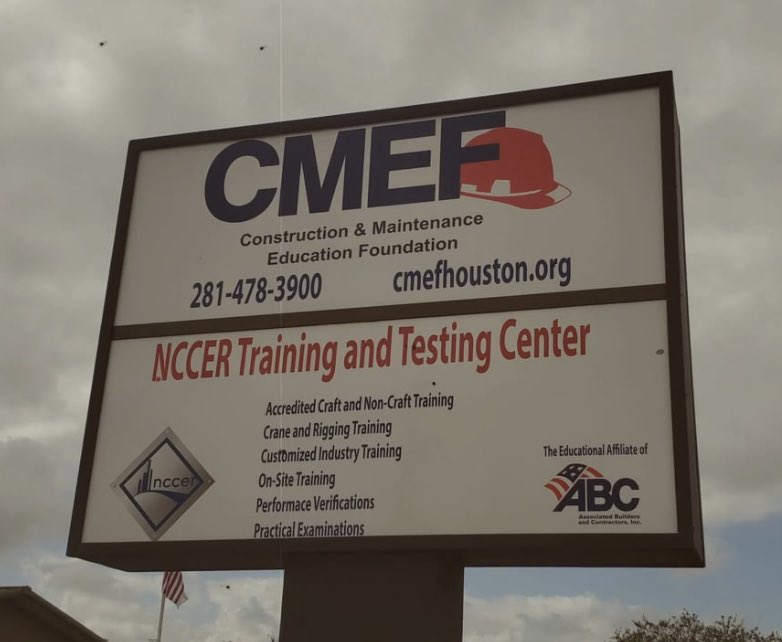 CMEF
Construction & Maintenance
Education Foundation
281-478-3900 cmefhouston.org
NCCER Training and Testing Center
Accredited Craft and Non-Craft Training
Crane and Rigging Training
Customized Industry Training
On-Site Training
Performace Verifications
Practical Examinations
nccer
The Educational Affiliate of
ABC
Associated Builders
and Contractors, Inc.